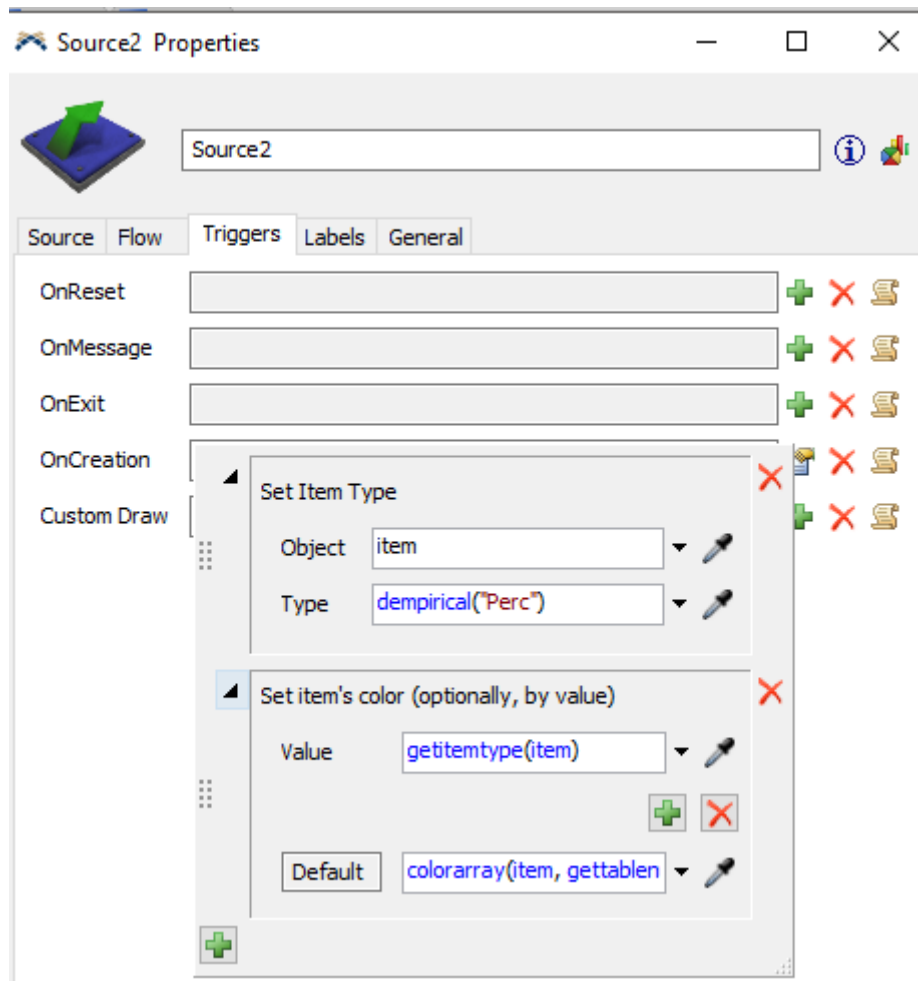 Source2 Properties
Source2
Source Flow Triggers Labels General
OnReset
OnMessage
OnExit
OnCreation
Custom Draw
Set Item Type
Object item
Type dempirical("Perc")
Set item's color (optionally, by value)
Value getitemtype(item)
Default colorarray(item, gettablen